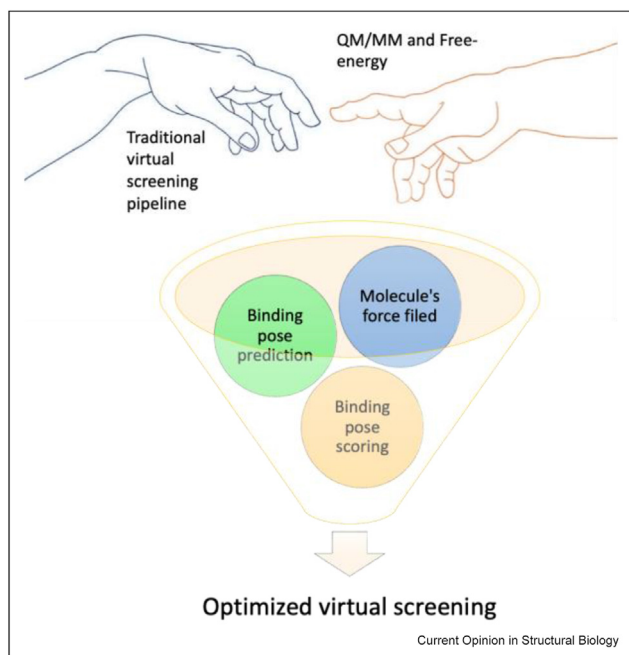 QM/MM and Free-
energy
Traditional
virtual
screening
pipeline
Molecule's
force filed
Binding
pose
prediction
Binding
pose
scoring
Optimized virtual screening
Current Opinion in Structural Biology